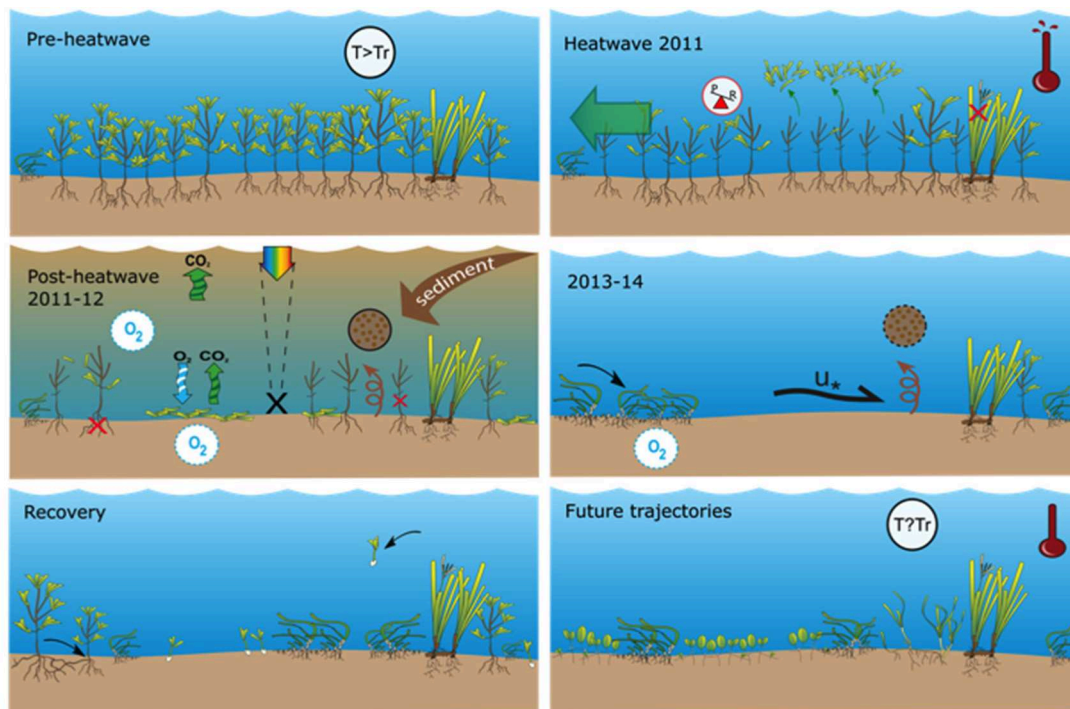 Pre-heatwave
T>Tr
Heatwave 2011
P
R
Post-heatwave
2011-12
CO₂
sediment
O₂
O₂
CO₂
O₂
2013-14
u*
O₂
Recovery
Future trajectories
T?Tr